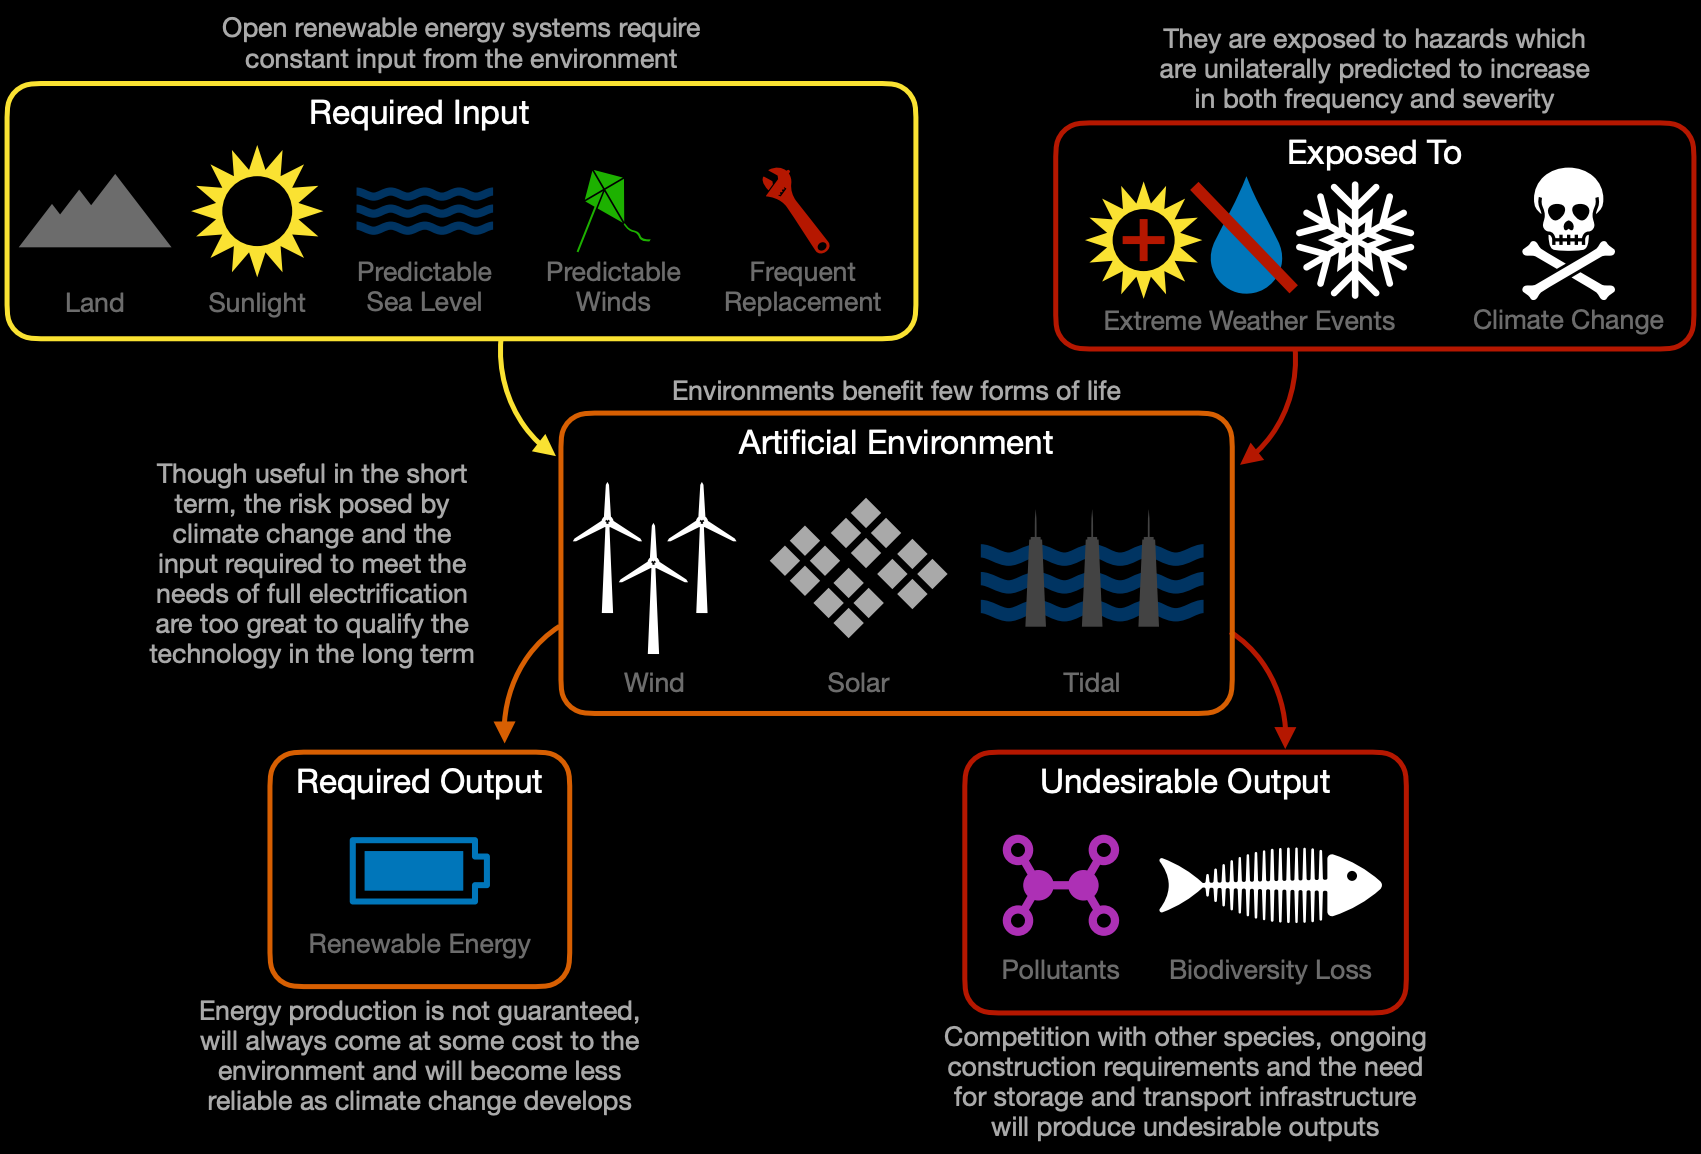 Open renewable energy systems require
constant input from the environment
Required Input
Land
Sunlight
Predictable
Sea Level
Predictable
Winds
Frequent
Replacement
They are exposed to hazards which
are unilaterally predicted to increase
in both frequency and severity
Exposed To
Extreme Weather Events
Climate Change
Environments benefit few forms of life
Artificial Environment
Wind
Solar
Tidal
Though useful in the short
term, the risk posed by
climate change and the
input required to meet the
needs of full electrification
are too great to qualify the
technology in the long term
Required Output
Renewable Energy
Energy production is not guaranteed,
will always come at some cost to the
environment and will become less
reliable as climate change develops
Undesirable Output
Pollutants
Biodiversity Loss
Competition with other species, ongoing
construction requirements and the need
for storage and transport infrastructure
will produce undesirable outputs